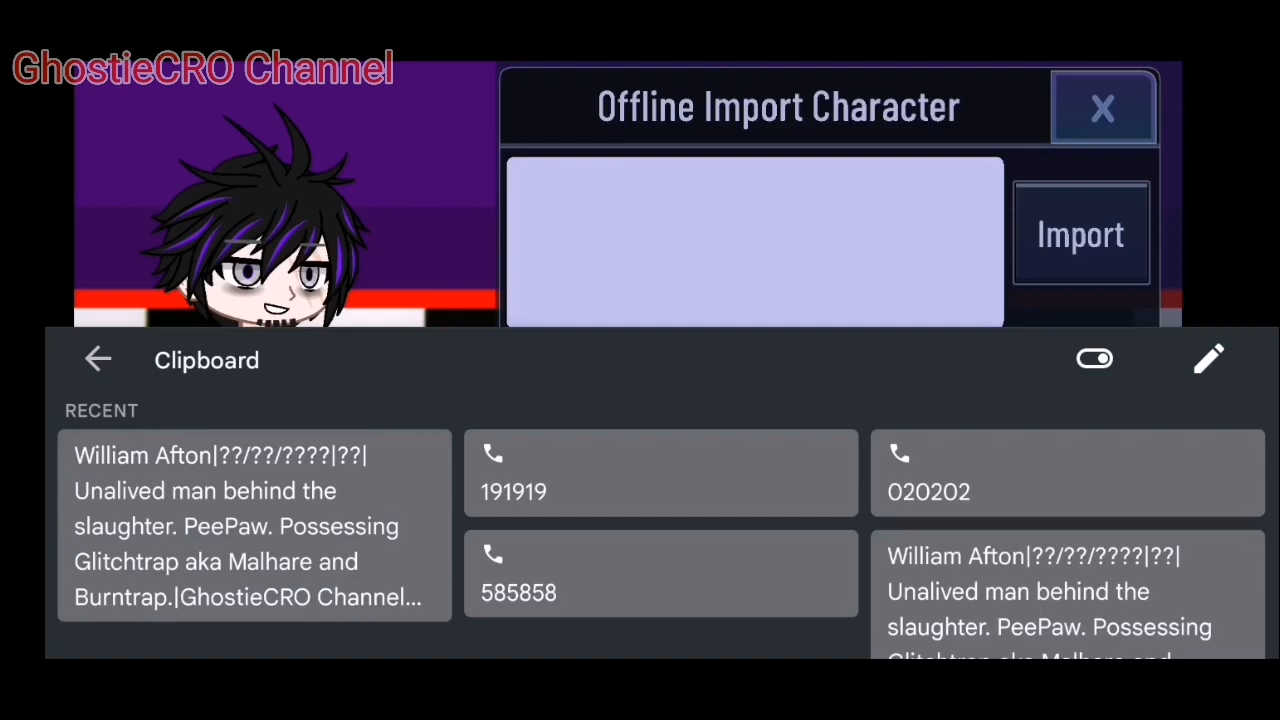 GhostieCRO Channel
Offline Import Character
X
Import
Clipboard
RECENT
William Afton|??/??/????|??|
Unalived man behind the
slaughter. PeePaw. Possessing
Glitchtrap aka Malhare and
Burntrap.|GhostieCRO Channel...
191919
585858
020202
William Afton|??/??/????|??|
Unalived man behind the
slaughter. PeePaw. Possessing